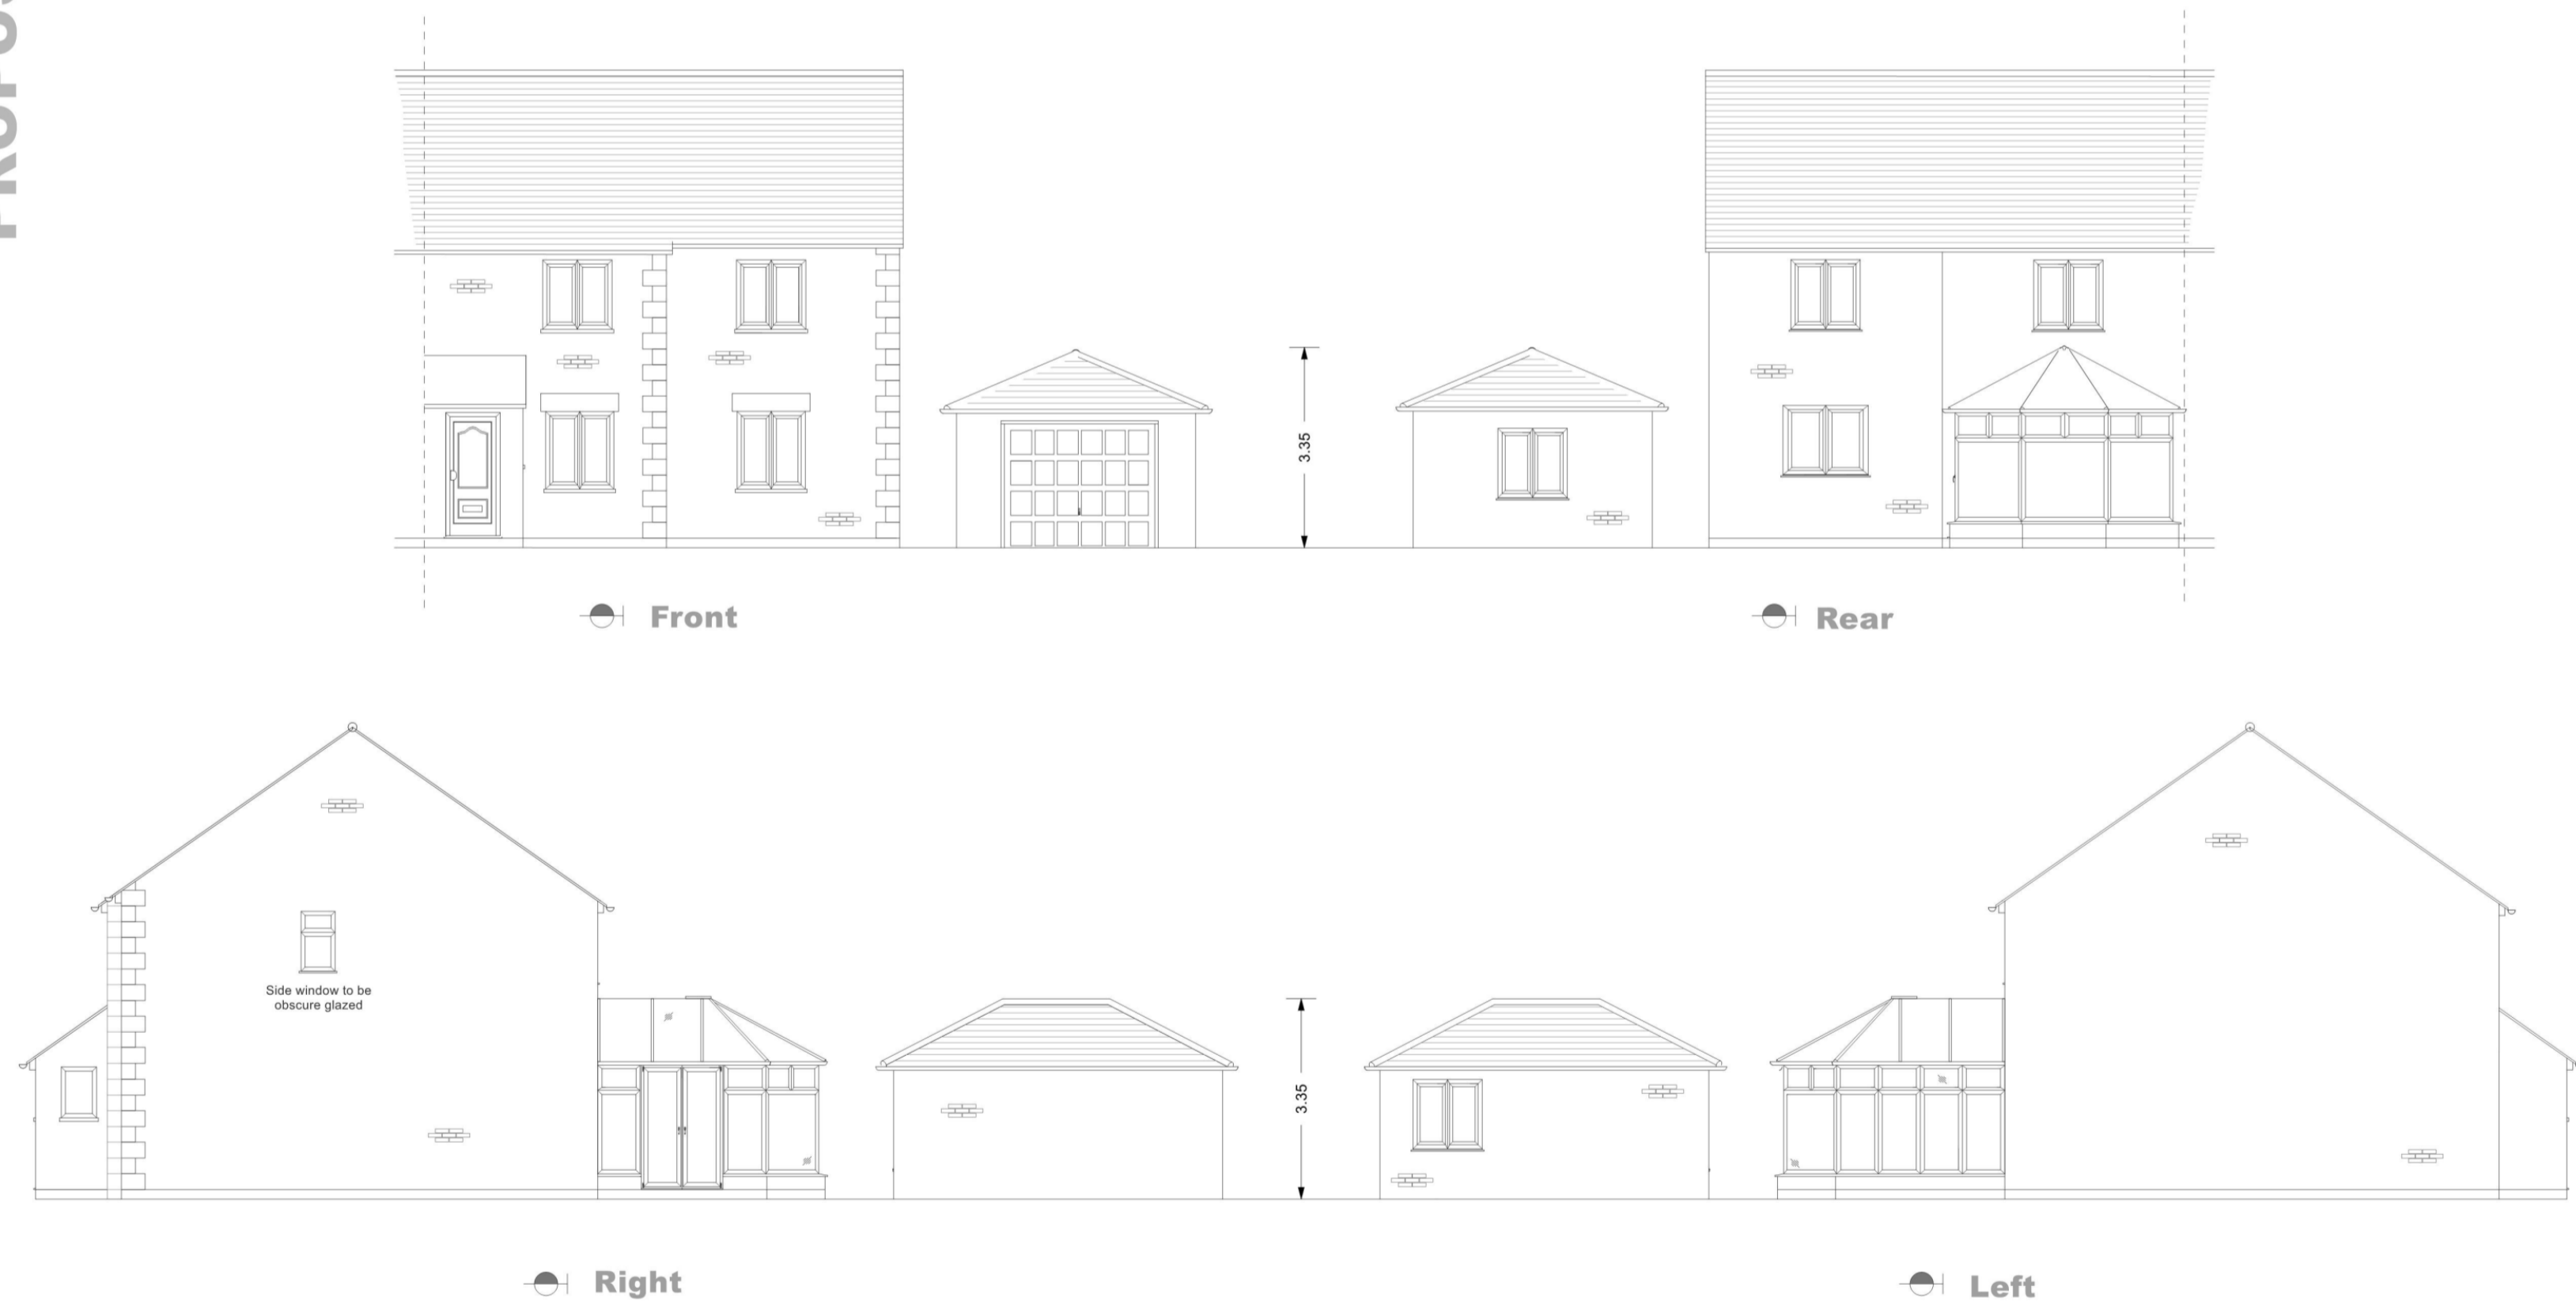 3.35
Front
Rear
Side window to be
obscure glazed
3.35
Right
Left